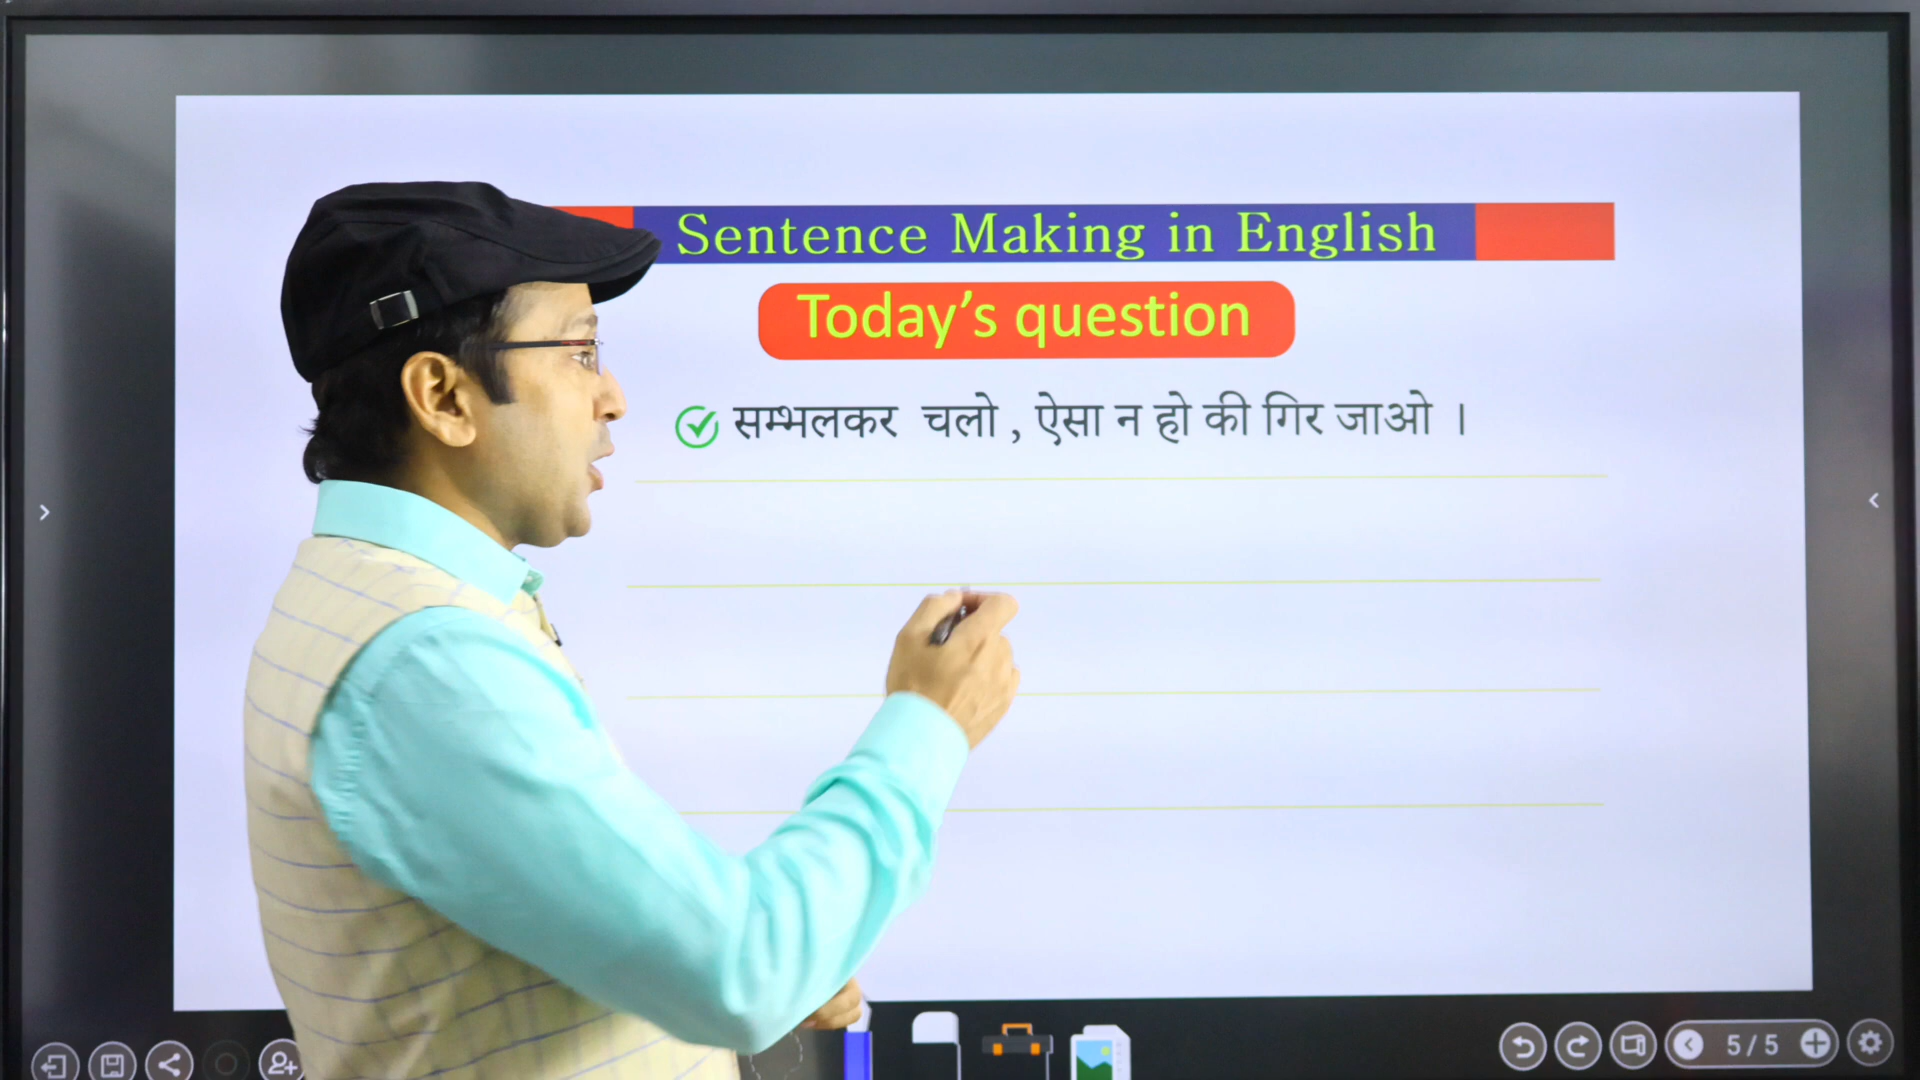 Sentence Making in English
Today’s question
सम्भलकर चलो , ऐसा न हो की गिर जाओ ।
5/5